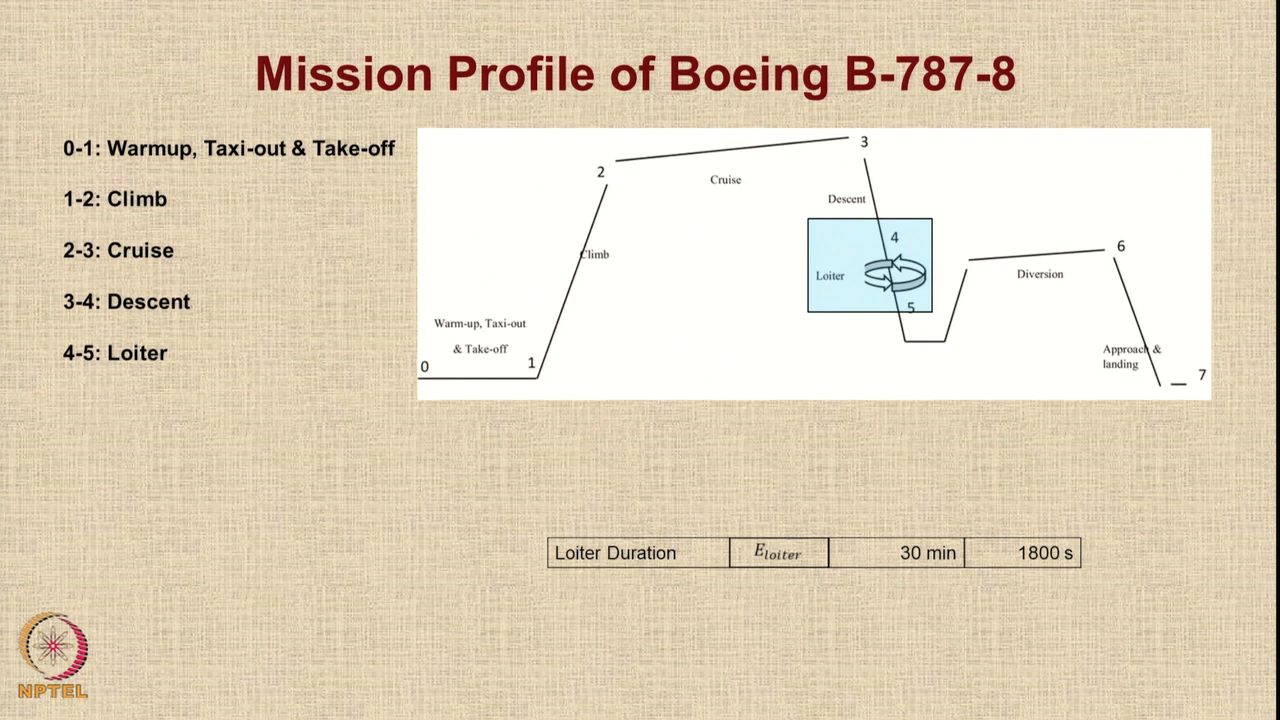 Mission Profile of Boeing B-787-8
0-1: Warmup, Taxi-out & Take-off
1-2: Climb
2-3: Cruise
3-4: Descent
4-5: Loiter
0
Warm-up, Taxi-out
& Take-off
1
Climb
2
Cruise
3
Descent
4
Loiter
5
Diversion
6
Approach &
landing
7
Loiter Duration E_loiter 30 min 1800 s
NPTEL